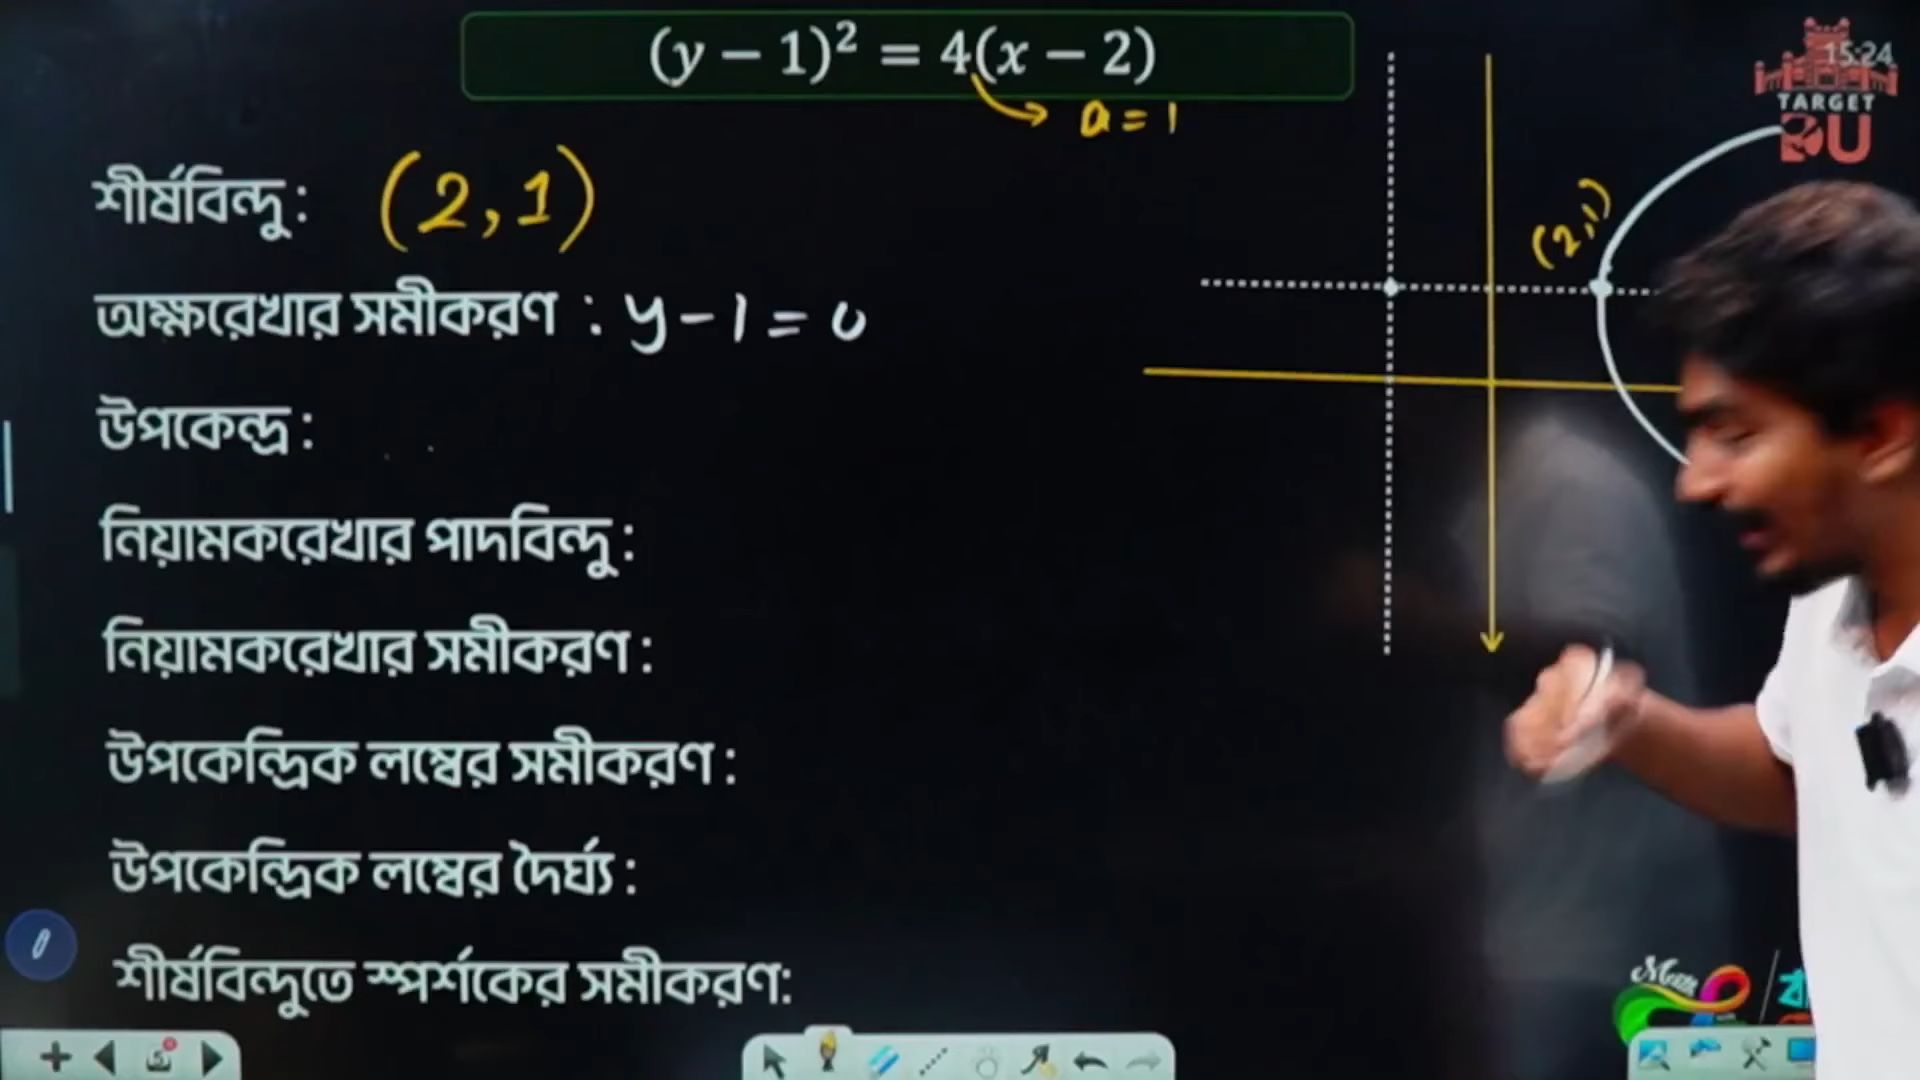 (y − 1)² = 4(x − 2)
a = 1
15:24
TARGET
DU
শীর্ষবিন্দু : (2, 1)
(2,1)
অক্ষরেখার সমীকরণ : y - 1 = 0
উপকেন্দ্র :
নিয়ামকরেখার পাদবিন্দু :
নিয়ামকরেখার সমীকরণ :
উপকেন্দ্রিক লম্বের সমীকরণ :
উপকেন্দ্রিক লম্বের দৈর্ঘ্য :
শীর্ষবিন্দুতে স্পর্শকের সমীকরণ: